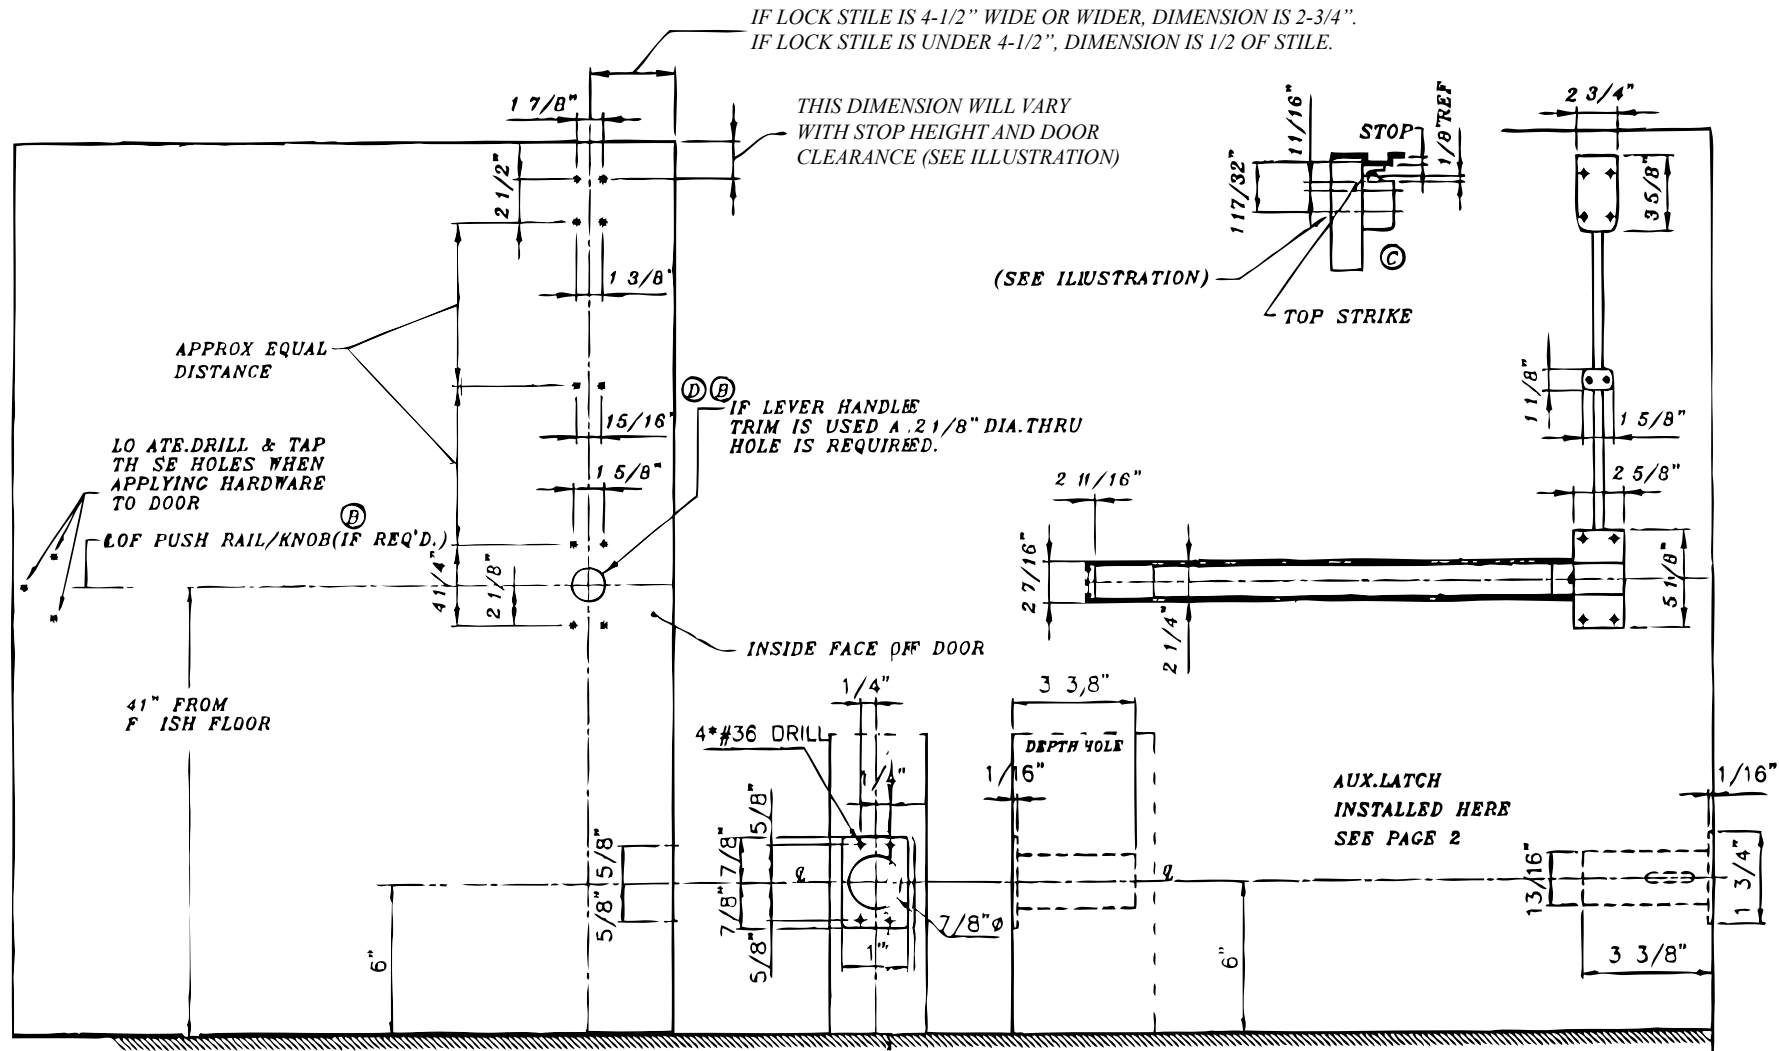 IF LOCK STILE IS 4-1/2” WIDE OR WIDER, DIMENSION IS 2-3/4”.
IF LOCK STILE IS UNDER 4-1/2”, DIMENSION IS 1/2 OF STILE.
THIS DIMENSION WILL VARY
WITH STOP HEIGHT AND DOOR
CLEARANCE (SEE ILLUSTRATION)
1 7/8"
2 1/2"
1 3/8"
APPROX EQUAL
DISTANCE
15/16"
1 5/8"
D B
IF LEVER HANDLE
TRIM IS USED A 2 1/8" DIA.THRU
HOLE IS REQUIRED.
LO ATE.DRILL & TAP
TH SE HOLES WHEN
APPLYING HARDWARE
TO DOOR
B
OF PUSH RAIL/KNOB(IF REQ'D.)
4 1/4"
2 1/8"
INSIDE FACE OFF DOOR
41" FROM
F ISH FLOOR
11/16"
STOP
1/8"REF
1 17/32"
(SEE ILLUSTRATION)
C
TOP STRIKE
2 3/4"
3 5/8"
1 1/8"
1 5/8"
2 5/8"
2 11/16"
2 7/16"
2 1/4"
5 1/8"
1/4"
4*#36 DRILL
1/4"
5/8"
5/8"
7/8"
5/8"
7/8"
5/8"
1"
7/8"ø
6"
3 3/8"
DEPTH HOLE
1/16"
AUX.LATCH
INSTALLED HERE
SEE PAGE 2
1/16"
13/16"
1 3/4"
3 3/8"
6"